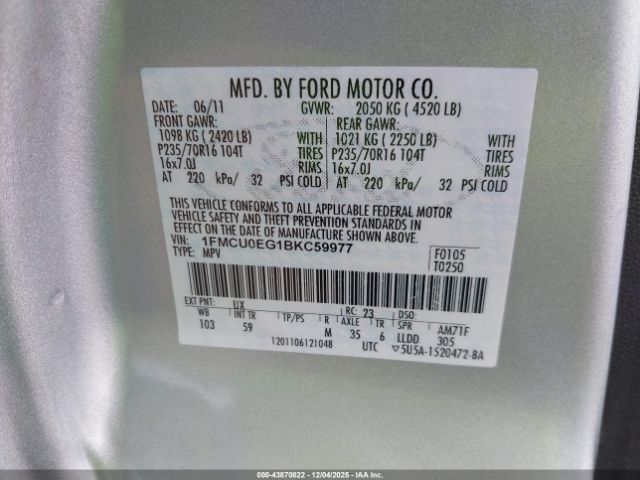 MFD. BY FORD MOTOR CO.
DATE: 06/11 GVWR: 2050 KG ( 4520 LB)
FRONT GAWR: REAR GAWR:
1098 KG ( 2420 LB) WITH 1021 KG ( 2250 LB) WITH
P235/70R16 104T TIRES P235/70R16 104T TIRES
16x7.0J RIMS 16x7.0J RIMS
AT 220 kPa/ 32 PSI COLD AT 220 kPa/ 32 PSI COLD
THIS VEHICLE CONFORMS TO ALL APPLICABLE FEDERAL MOTOR
VEHICLE SAFETY AND THEFT PREVENTION STANDARDS IN
EFFECT ON THE DATE OF MANUFACTURE SHOWN ABOVE.
VIN: 1FMCU0EG1BKC59977 F0105
TYPE: MPV T0250
EXT PNT: UX RC: 23 DSO:
WB INT TR TP/PS R AXLE TR SPR AM71F
103 59 M 35 6 LLDD 305
1201106121048 UTC ▽5U5A-1520472-BA
000-43870822 - 12/04/2025 - IAAI.com